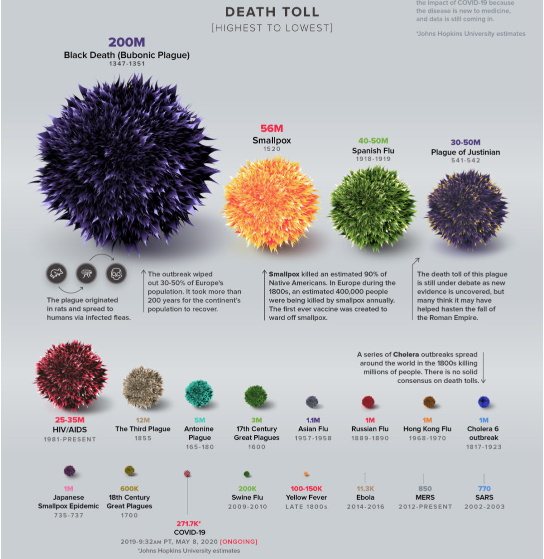 the impact of COVID-19 because
the disease is new to medicine,
and data is still coming in.
*Johns Hopkins University estimates
DEATH TOLL
[HIGHEST TO LOWEST]
200M
Black Death (Bubonic Plague)
1347-1351
56M
Smallpox
1520
40-50M
Spanish Flu
1918-1919
30-50M
Plague of Justinian
541-542
The plague originated
in rats and spread to
humans via infected fleas.
The outbreak wiped
out 30-50% of Europe's
population. It took more than
200 years for the continent's
population to recover.
Smallpox killed an estimated 90% of
Native Americans. In Europe during the
1800s, an estimated 400,000 people
were being killed by smallpox annually.
The first ever vaccine was created to
ward off smallpox.
The death toll of this plague
is still under debate as new
evidence is uncovered, but
many think it may have
helped hasten the fall of
the Roman Empire.
A series of Cholera outbreaks spread
around the world in the 1800s killing
millions of people. There is no solid
consensus on death tolls.
25-35M
HIV/AIDS
1981-PRESENT
12M
The Third Plague
1855
5M
Antonine
Plague
165-180
3M
17th Century
Great Plagues
1600
1.1M
Asian Flu
1957-1958
1M
Russian Flu
1889-1890
1M
Hong Kong Flu
1968-1970
1M
Cholera 6
outbreak
1817-1923
1M
Japanese
Smallpox Epidemic
735-737
600K
18th Century
Great Plagues
1700
271.7K*
COVID-19
2019-9:32AM PT, MAY 8, 2020 [ONGOING]
*Johns Hopkins University estimates
200K
Swine Flu
2009-2010
100-150K
Yellow Fever
LATE 1800s
11.3K
Ebola
2014-2016
850
MERS
2012-PRESENT
770
SARS
2002-2003